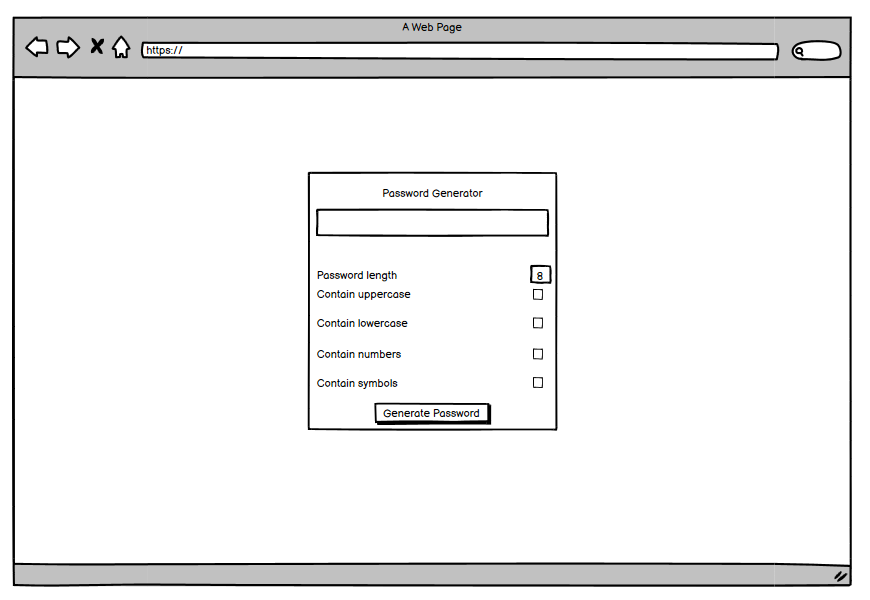 A Web Page
https://
Password Generator
Password length 8
Contain uppercase
Contain lowercase
Contain numbers
Contain symbols
Generate Password